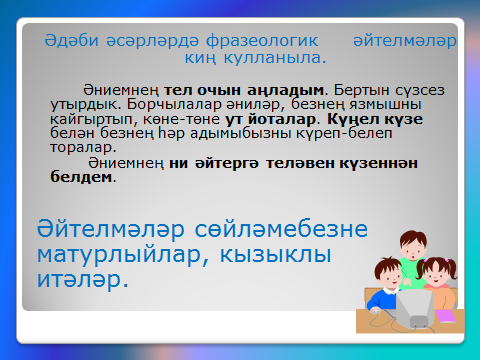 Әдәби әсәрләрдә фразеологик әйтелмәләр
киң кулланыла.
Әниемнең тел очын аңладым. Бертын сүзсез
утырдык. Борчылалар әниләр, безнең язмышны
кайгыртып, көне-төне ут йоталар. Күңел күзе
белән безнең һәр адымыбызны күреп-белеп
торалар.
Әниемнең ни әйтергә теләвен күзеннән
белдем.
Әйтелмәләр сөйләмебезне
матурлыйлар, кызыклы
итәләр.